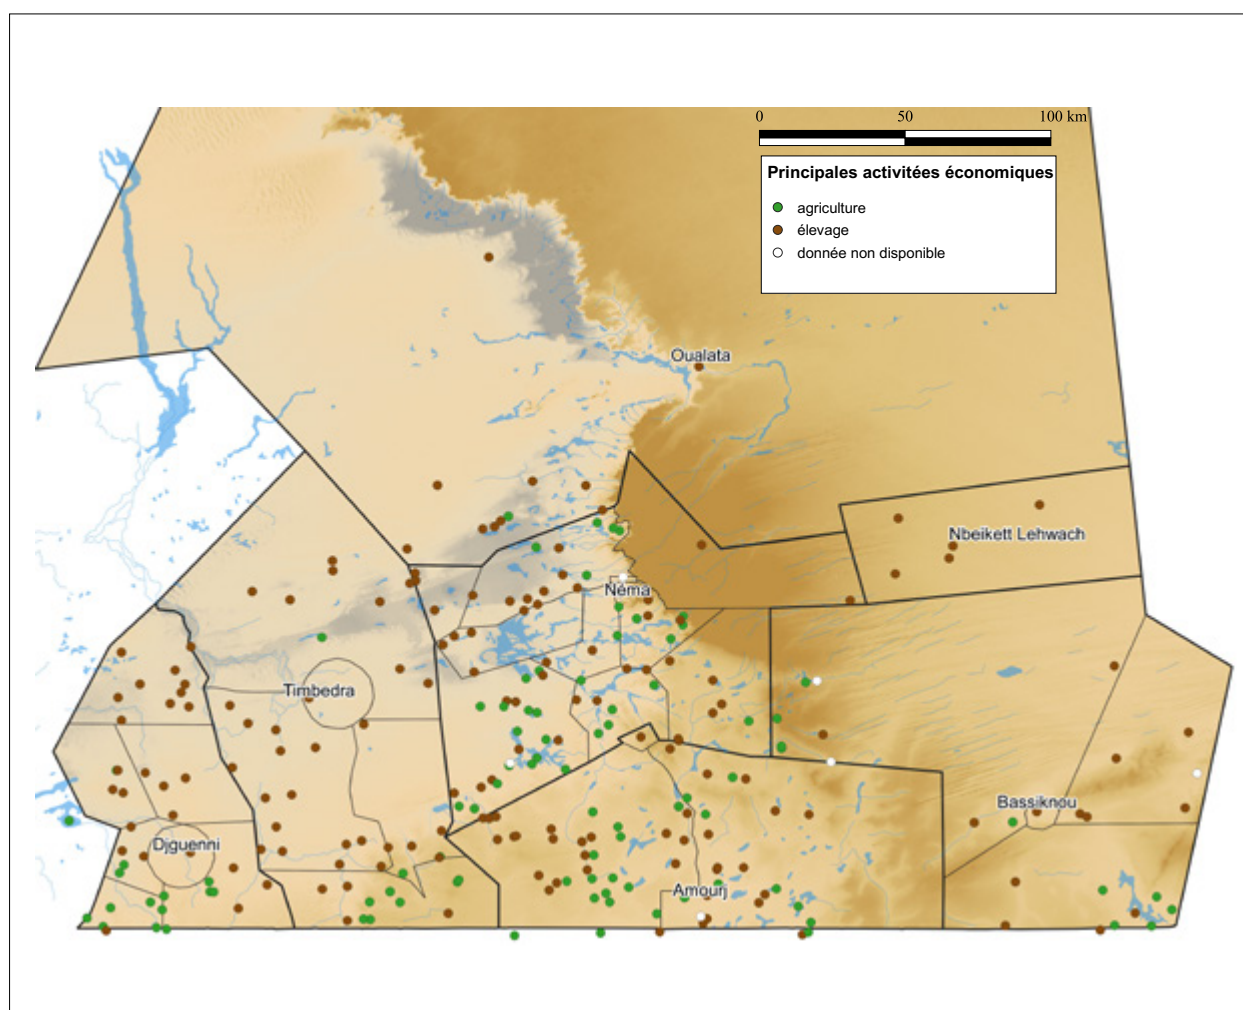 0 50 100 km
Principales activitées économiques
agriculture
élevage
donnée non disponible
Oualata
Nbeikett Lehwach
Néma
Timbedra
Bassiknou
Djguenni
Amourj